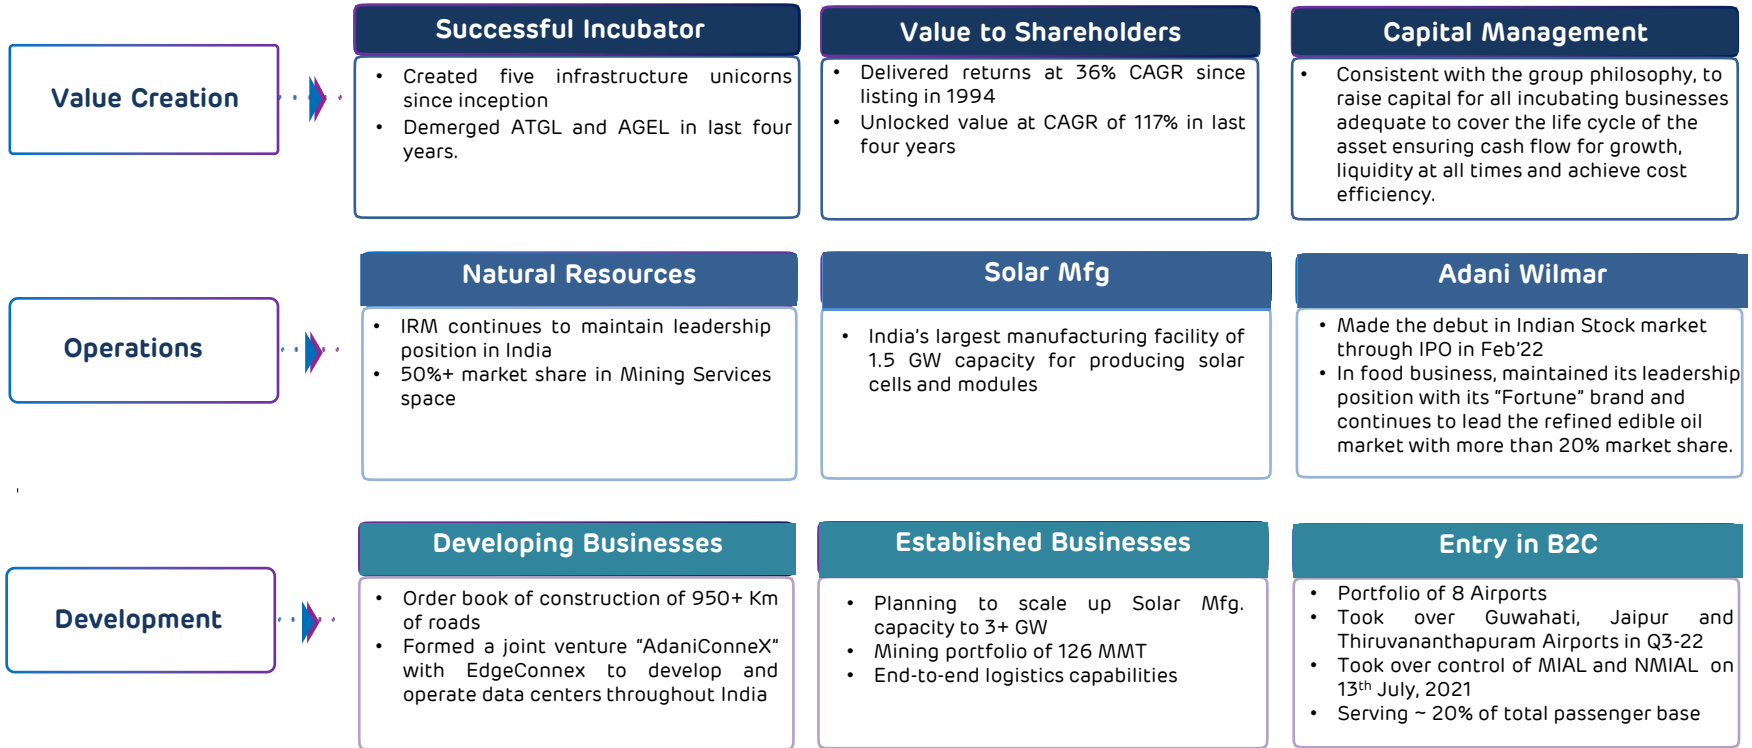 Value Creation
Successful Incubator
• Created five infrastructure unicorns
since inception
• Demerged ATGL and AGEL in last four
years.
Value to Shareholders
• Delivered returns at 36% CAGR since
listing in 1994
• Unlocked value at CAGR of 117% in last
four years
Capital Management
• Consistent with the group philosophy, to
raise capital for all incubating businesses
adequate to cover the life cycle of the
asset ensuring cash flow for growth,
liquidity at all times and achieve cost
efficiency.
Operations
Natural Resources
• IRM continues to maintain leadership
position in India
• 50%+ market share in Mining Services
space
Solar Mfg
• India's largest manufacturing facility of
1.5 GW capacity for producing solar
cells and modules
Adani Wilmar
• Made the debut in Indian Stock market
through IPO in Feb'22
• In food business, maintained its leadership
position with its "Fortune" brand and
continues to lead the refined edible oil
market with more than 20% market share.
Development
Developing Businesses
• Order book of construction of 950+ Km
of roads
• Formed a joint venture "AdaniConneX"
with EdgeConnex to develop and
operate data centers throughout India
Established Businesses
• Planning to scale up Solar Mfg.
capacity to 3+ GW
• Mining portfolio of 126 MMT
• End-to-end logistics capabilities
Entry in B2C
• Portfolio of 8 Airports
• Took over Guwahati, Jaipur and
Thiruvananthapuram Airports in Q3-22
• Took over control of MIAL and NMIAL on
13th July, 2021
• Serving ~ 20% of total passenger base